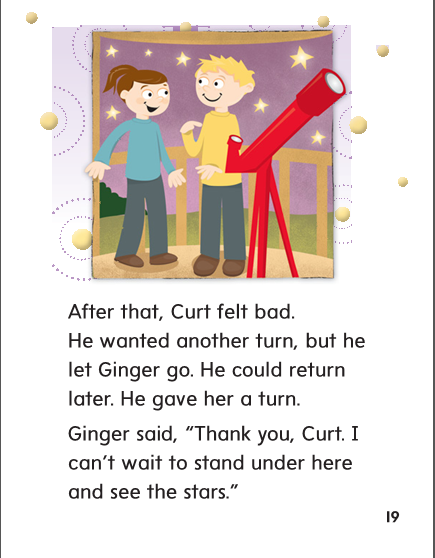 After that, Curt felt bad.
He wanted another turn, but he
let Ginger go. He could return
later. He gave her a turn.
Ginger said, “Thank you, Curt. I
can’t wait to stand under here
and see the stars.”
19